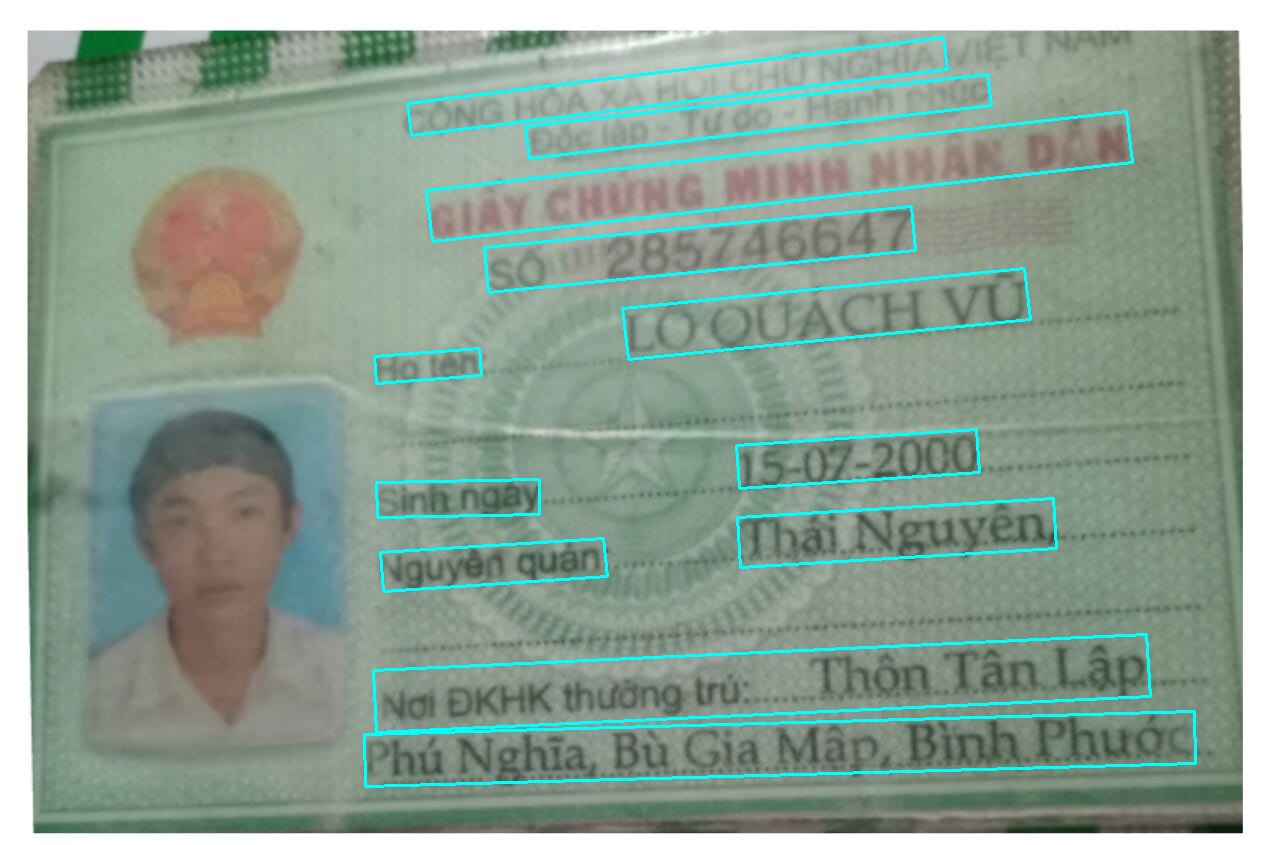 CỘNG HÒA XÃ HỘI CHỦ NGHĨA VIỆT NAM
Độc lập - Tự do - Hạnh phúc
GIẤY CHỨNG MINH NHÂN DÂN
SỐ 285746647
Họ tên LÒ QUÁCH VŨ
Sinh ngày 15-07-2000
Nguyên quán Thái Nguyên,
Nơi ĐKHK thường trú: Thôn Tân Lập
Phú Nghĩa, Bù Gia Mập, Bình Phước